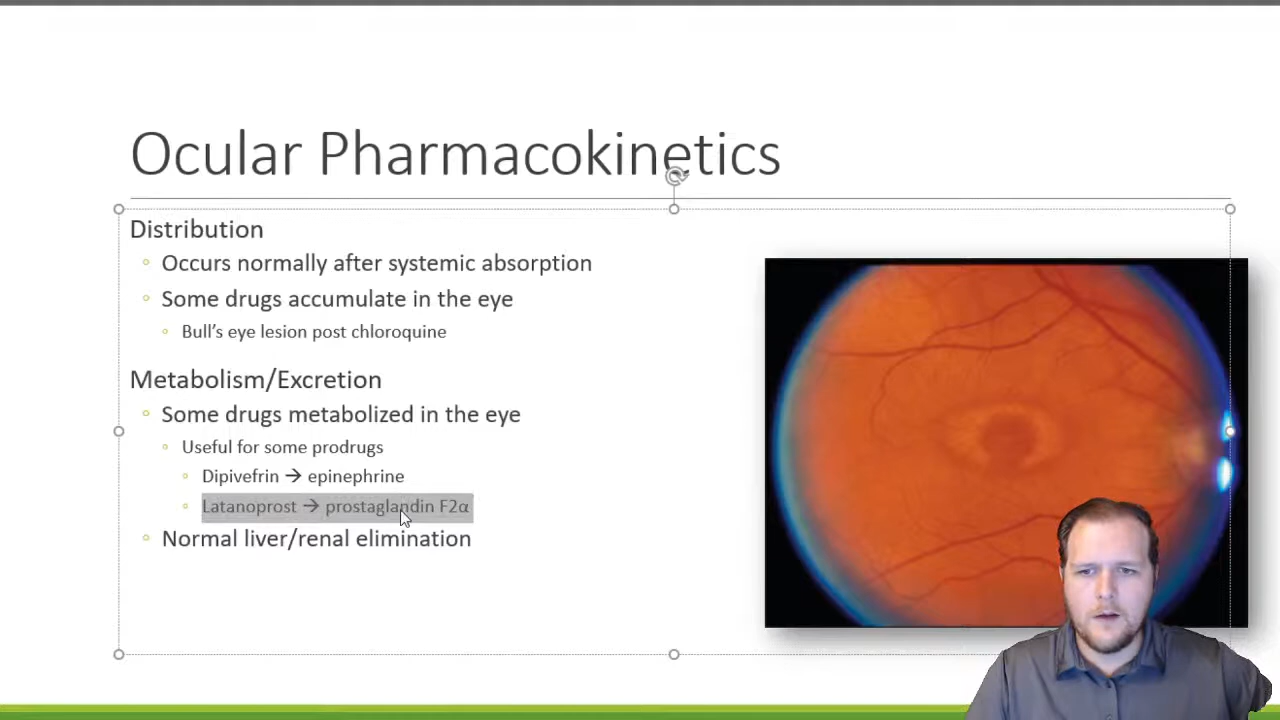 Ocular Pharmacokinetics
Distribution
Occurs normally after systemic absorption
Some drugs accumulate in the eye
Bull's eye lesion post chloroquine
Metabolism/Excretion
Some drugs metabolized in the eye
Useful for some prodrugs
Dipivefrin → epinephrine
Latanoprost → prostaglandin F2α
Normal liver/renal elimination